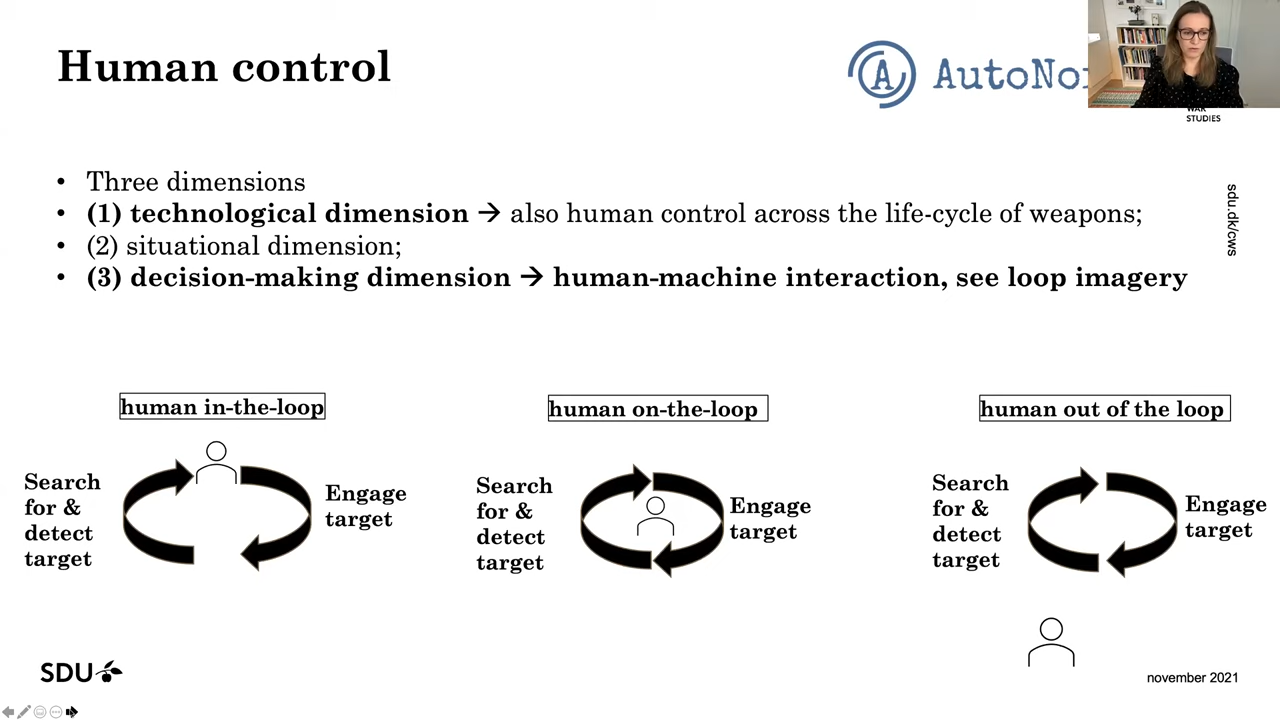 Human control
A AutoNo
WAR
STUDIES
sdu.dk/cws
• Three dimensions
• (1) technological dimension → also human control across the life-cycle of weapons;
• (2) situational dimension;
• (3) decision-making dimension → human-machine interaction, see loop imagery
human in-the-loop
Search
for &
detect
target
Engage
target
human on-the-loop
Search
for &
detect
target
Engage
target
human out of the loop
Search
for &
detect
target
Engage
target
SDU
november 2021